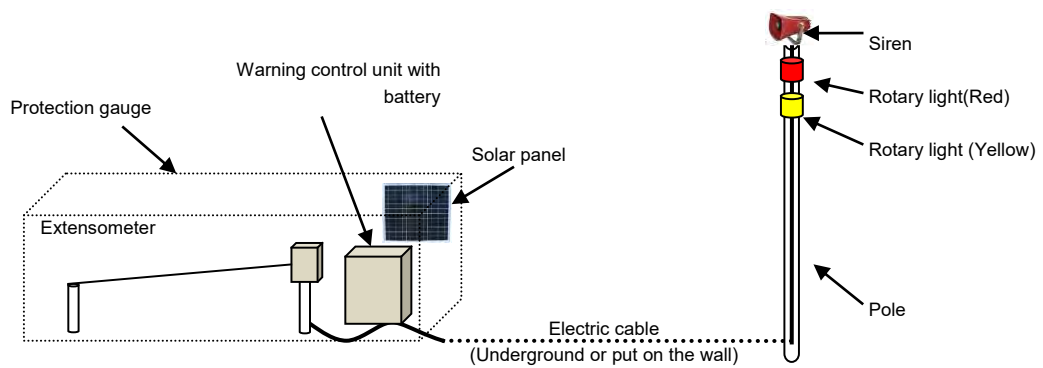 Siren
Warning control unit with
battery
Rotary light(Red)
Protection gauge
Rotary light (Yellow)
Solar panel
Extensometer
Pole
Electric cable
(Underground or put on the wall)